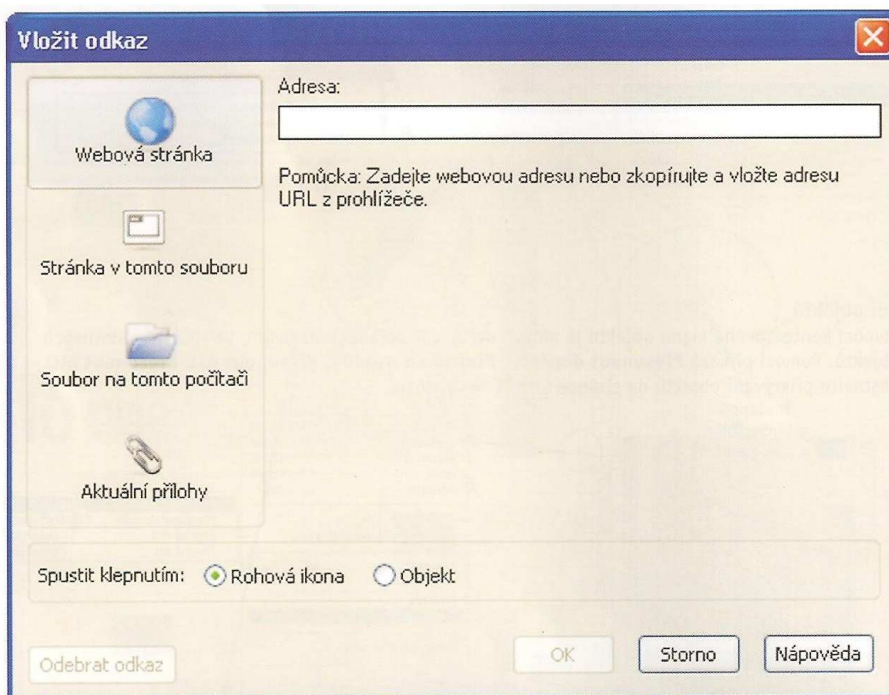 Vložit odkaz
Webová stránka
Stránka v tomto souboru
Soubor na tomto počítači
Aktuální přílohy
Adresa:
Pomůcka: Zadejte webovou adresu nebo zkopírujte a vložte adresu
URL z prohlížeče.
Spustit klepnutím: Rohová ikona Objekt
Odebrat odkaz OK Storno Nápověda